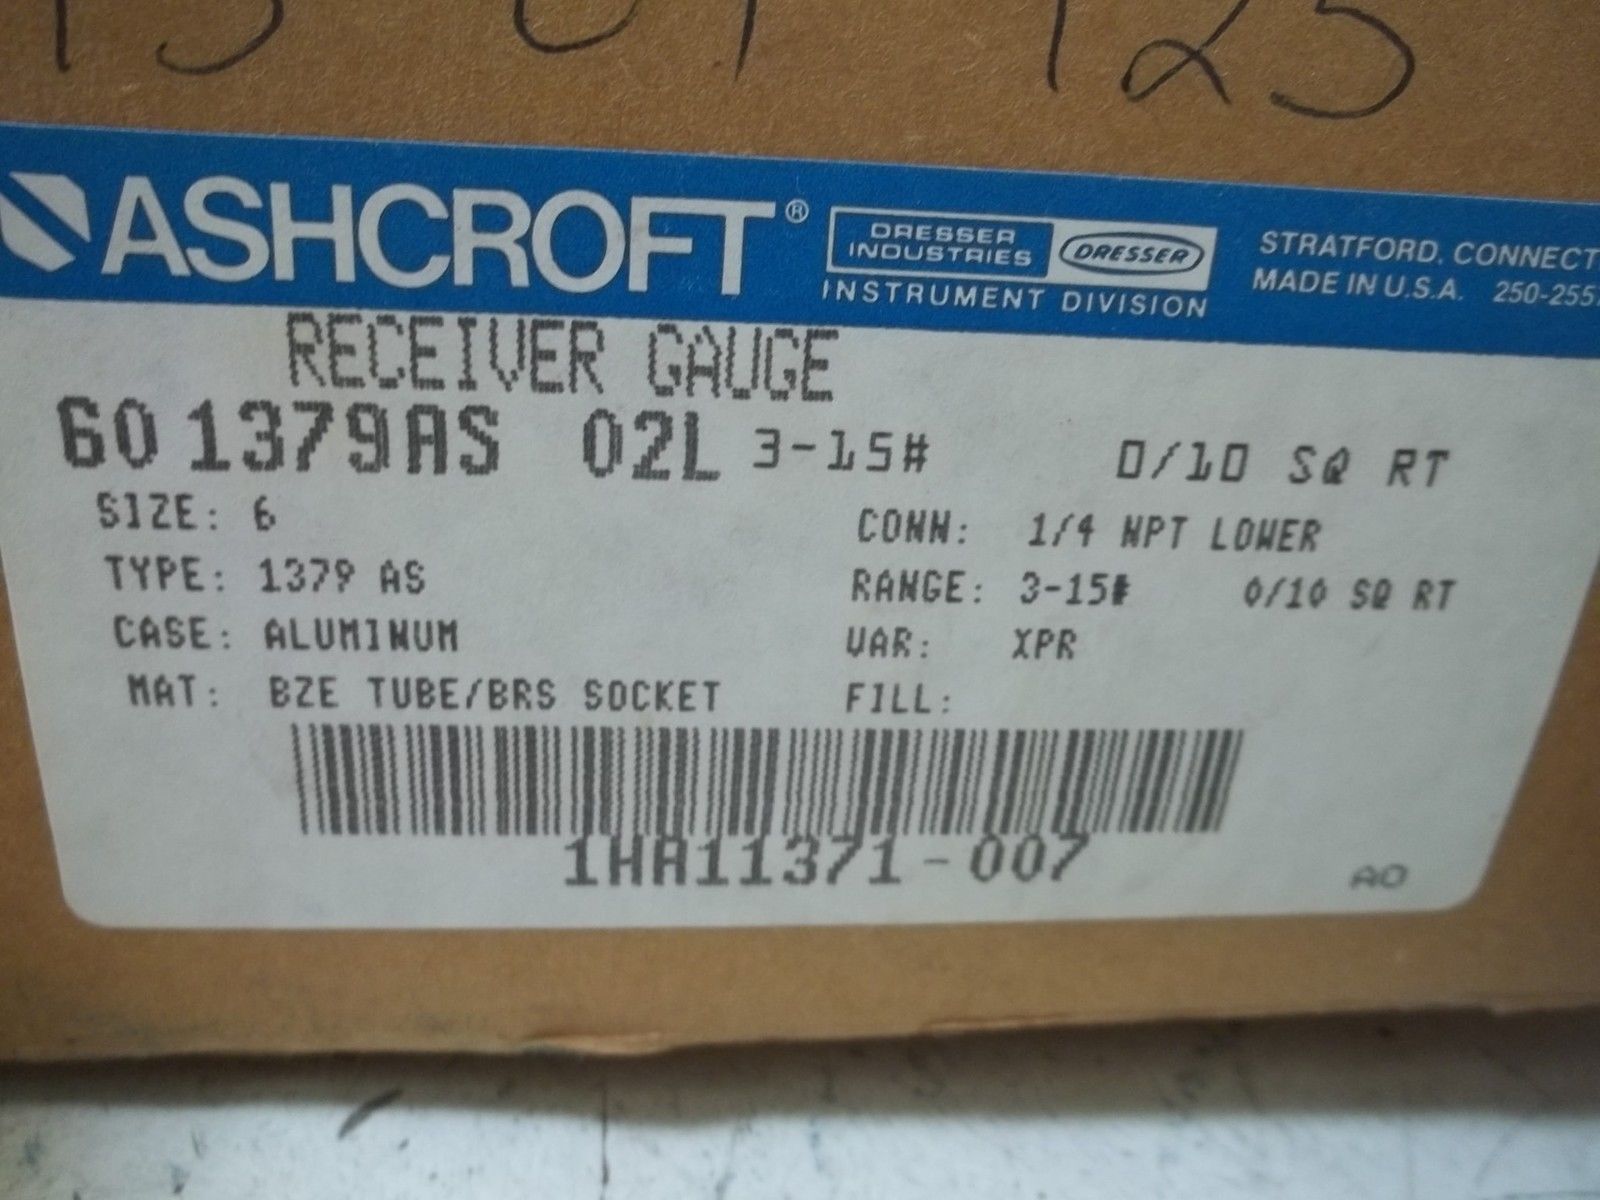 ASHCROFT®
DRESSER INDUSTRIES DRESSER
INSTRUMENT DIVISION
STRATFORD, CONNECT
MADE IN U.S.A. 250-255
RECEIVER GAUGE
60 1379AS 02L 3-15# 0/10 SQ RT
SIZE: 6 CONN: 1/4 NPT LOWER
TYPE: 1379 AS RANGE: 3-15# 0/10 SQ RT
CASE: ALUMINUM VAR: XPR
MAT: BZE TUBE/BRS SOCKET FILL:
1HA11371-007
AO